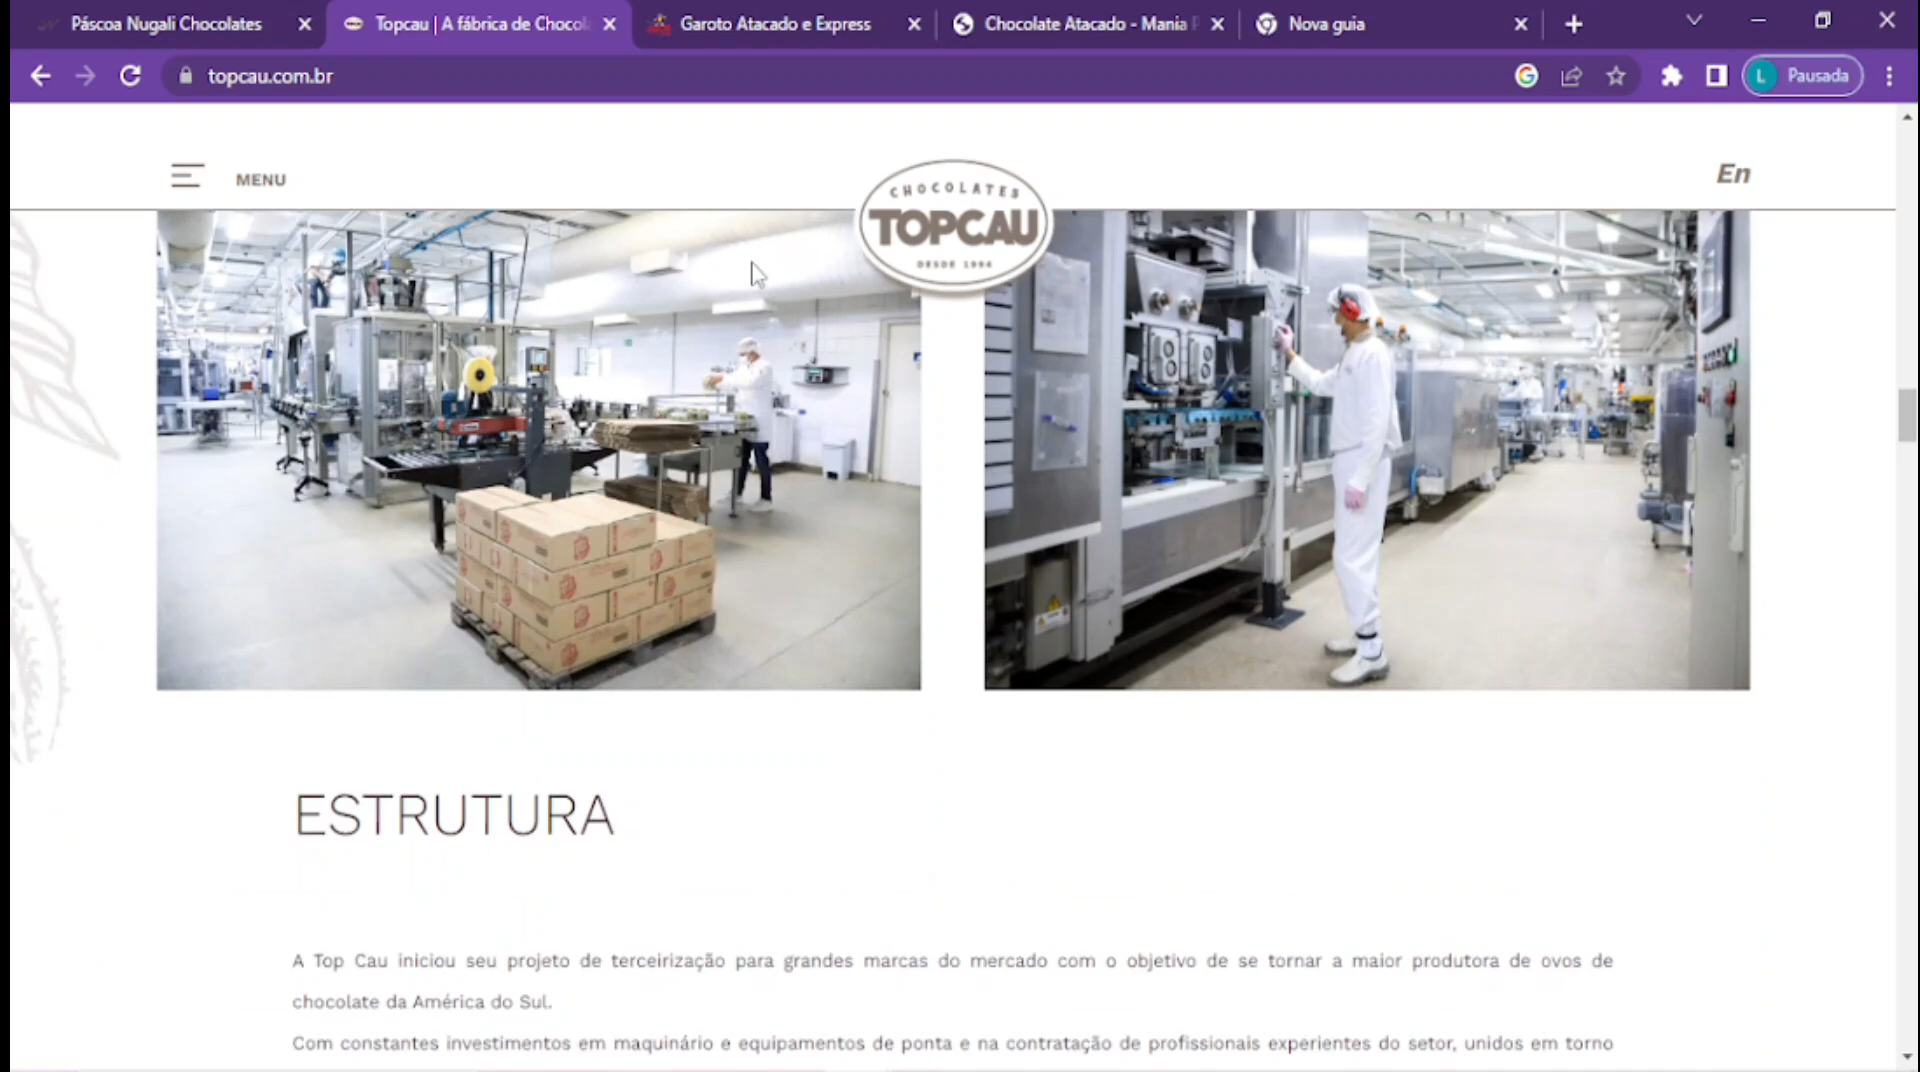 Páscoa Nugali Chocolates
Topcau | A fábrica de Chocol
Garoto Atacado e Express
Chocolate Atacado - Mania
Nova guia
topcau.com.br
L Pausada
MENU
CHOCOLATES
TOPCAU
DESDE 1994
En
ESTRUTURA
A Top Cau iniciou seu projeto de terceirização para grandes marcas do mercado com o objetivo de se tornar a maior produtora de ovos de
chocolate da América do Sul.
Com constantes investimentos em maquinário e equipamentos de ponta e na contratação de profissionais experientes do setor, unidos em torno